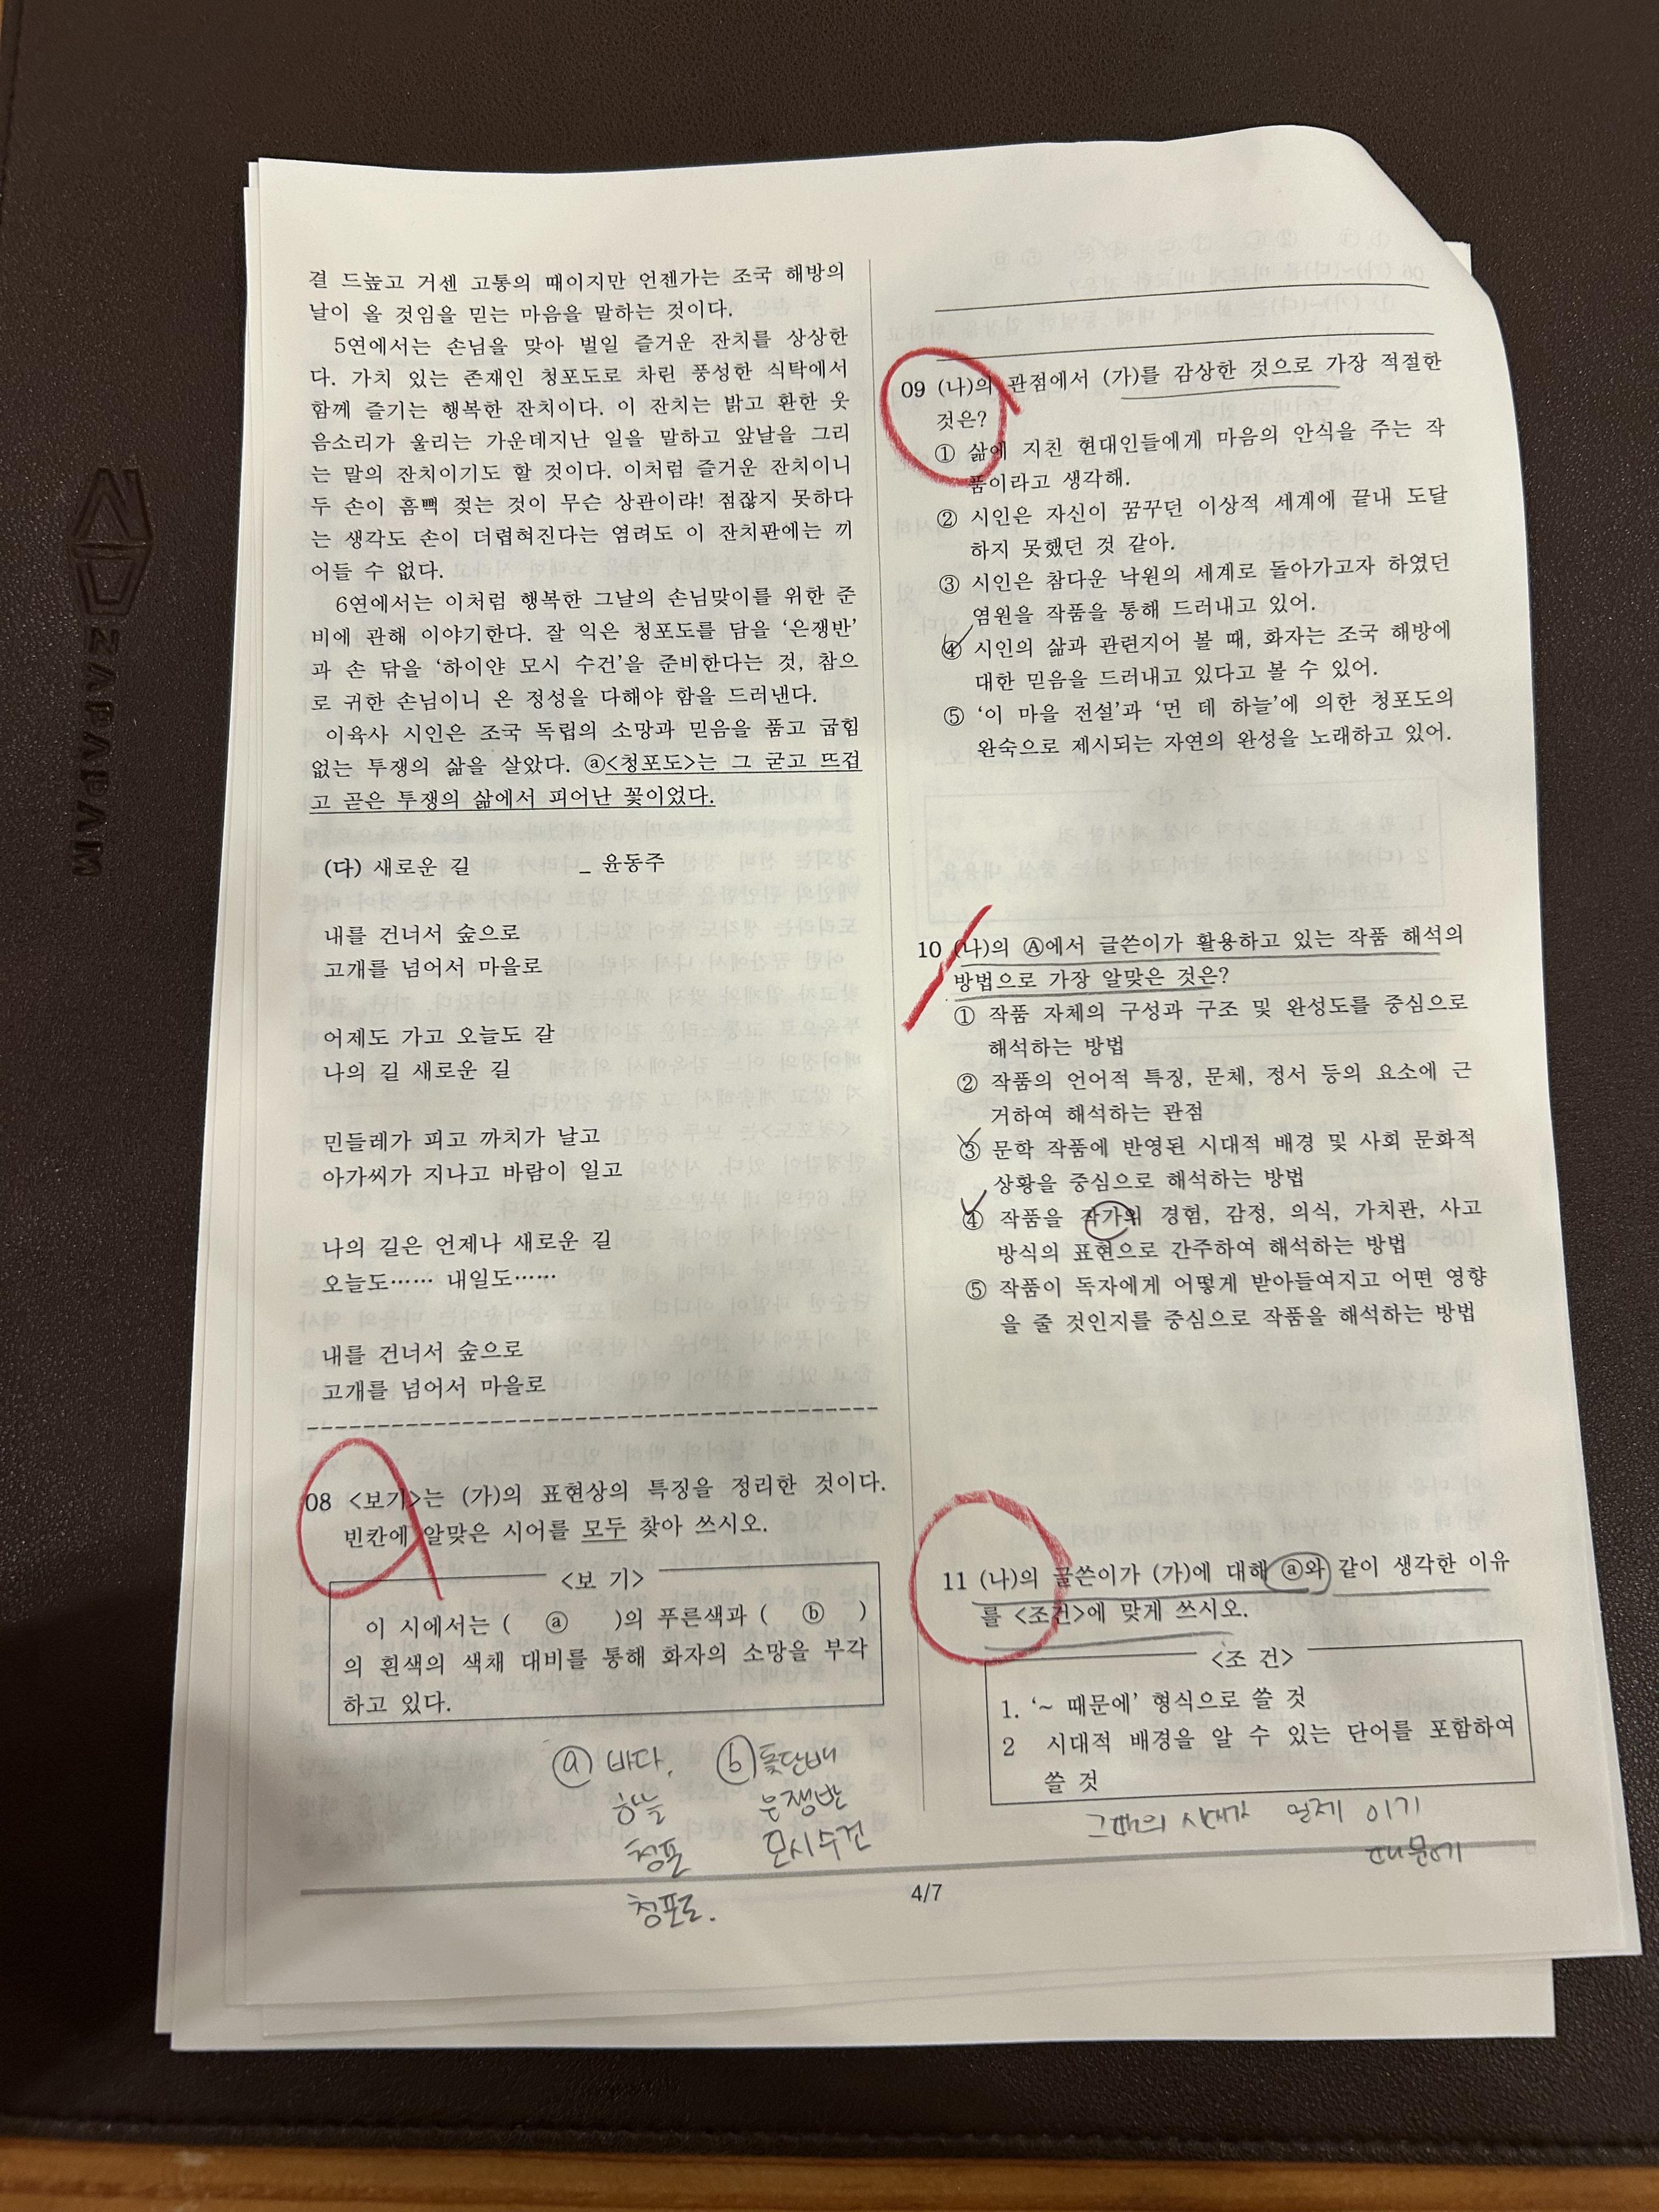 결 드높고 거센 고통의 때이지만 언젠가는 조국 해방의
날이 올 것임을 믿는 마음을 말하는 것이다.
5연에서는 손님을 맞아 벌일 즐거운 잔치를 상상한
다. 가치 있는 존재인 청포도로 차린 풍성한 식탁에서
함께 즐기는 행복한 잔치이다. 이 잔치는 밝고 환한 웃
음소리가 울리는 가운데지난 일을 말하고 앞날을 그리
는 말의 잔치이기도 할 것이다. 이처럼 즐거운 잔치이니
두 손이 흠뻑 젖는 것이 무슨 상관이랴! 점잖지 못하다
는 생각도 손이 더럽혀진다는 염려도 이 잔치판에는 끼
어들 수 없다.
6연에서는 이처럼 행복한 그날의 손님맞이를 위한 준
비에 관해 이야기한다. 잘 익은 청포도를 담을 '은쟁반'
과 손 닦을 '하이얀 모시 수건'을 준비한다는 것, 참으
로 귀한 손님이니 온 정성을 다해야 함을 드러낸다.
이육사 시인은 조국 독립의 소망과 믿음을 품고 굽힘
없는 투쟁의 삶을 살았다. ⓐ<청포도>는 그 굳고 뜨겁
고 곧은 투쟁의 삶에서 피어난 꽃이었다.
(다) 새로운 길 _ 윤동주
내를 건너서 숲으로
고개를 넘어서 마을로
어제도 가고 오늘도 갈
나의 길 새로운 길
민들레가 피고 까치가 날고
아가씨가 지나고 바람이 일고
나의 길은 언제나 새로운 길
오늘도…… 내일도……
내를 건너서 숲으로
고개를 넘어서 마을로
08 <보기>는 (가)의 표현상의 특징을 정리한 것이다.
빈칸에 알맞은 시어를 모두 찾아 쓰시오.
<보 기>
이 시에서는 ( ⓐ )의 푸른색과 ( ⓑ )
의 흰색의 색채 대비를 통해 화자의 소망을 부각
하고 있다.
ⓐ 바다, ⓑ 돛단배
하늘 은쟁반
청포 모시수건
청포도.
09 (나)의 관점에서 (가)를 감상한 것으로 가장 적절한
것은?
① 삶에 지친 현대인들에게 마음의 안식을 주는 작
품이라고 생각해.
② 시인은 자신이 꿈꾸던 이상적 세계에 끝내 도달
하지 못했던 것 같아.
③ 시인은 참다운 낙원의 세계로 돌아가고자 하였던
염원을 작품을 통해 드러내고 있어.
④ 시인의 삶과 관련지어 볼 때, 화자는 조국 해방에
대한 믿음을 드러내고 있다고 볼 수 있어.
⑤ '이 마을 전설'과 '먼 데 하늘'에 의한 청포도의
완숙으로 제시되는 자연의 완성을 노래하고 있어.
10 (나)의 Ⓐ에서 글쓴이가 활용하고 있는 작품 해석의
방법으로 가장 알맞은 것은?
① 작품 자체의 구성과 구조 및 완성도를 중심으로
해석하는 방법
② 작품의 언어적 특징, 문체, 정서 등의 요소에 근
거하여 해석하는 관점
③ 문학 작품에 반영된 시대적 배경 및 사회 문화적
상황을 중심으로 해석하는 방법
④ 작품을 작가의 경험, 감정, 의식, 가치관, 사고
방식의 표현으로 간주하여 해석하는 방법
⑤ 작품이 독자에게 어떻게 받아들여지고 어떤 영향
을 줄 것인지를 중심으로 작품을 해석하는 방법
11 (나)의 글쓴이가 (가)에 대해 ⓐ와 같이 생각한 이유
를 <조건>에 맞게 쓰시오.
<조 건>
1. '~ 때문에' 형식으로 쓸 것
2 시대적 배경을 알 수 있는 단어를 포함하여
쓸 것
그때의 시대가 일제 이기
때문에
4/7
MVdVdVZ